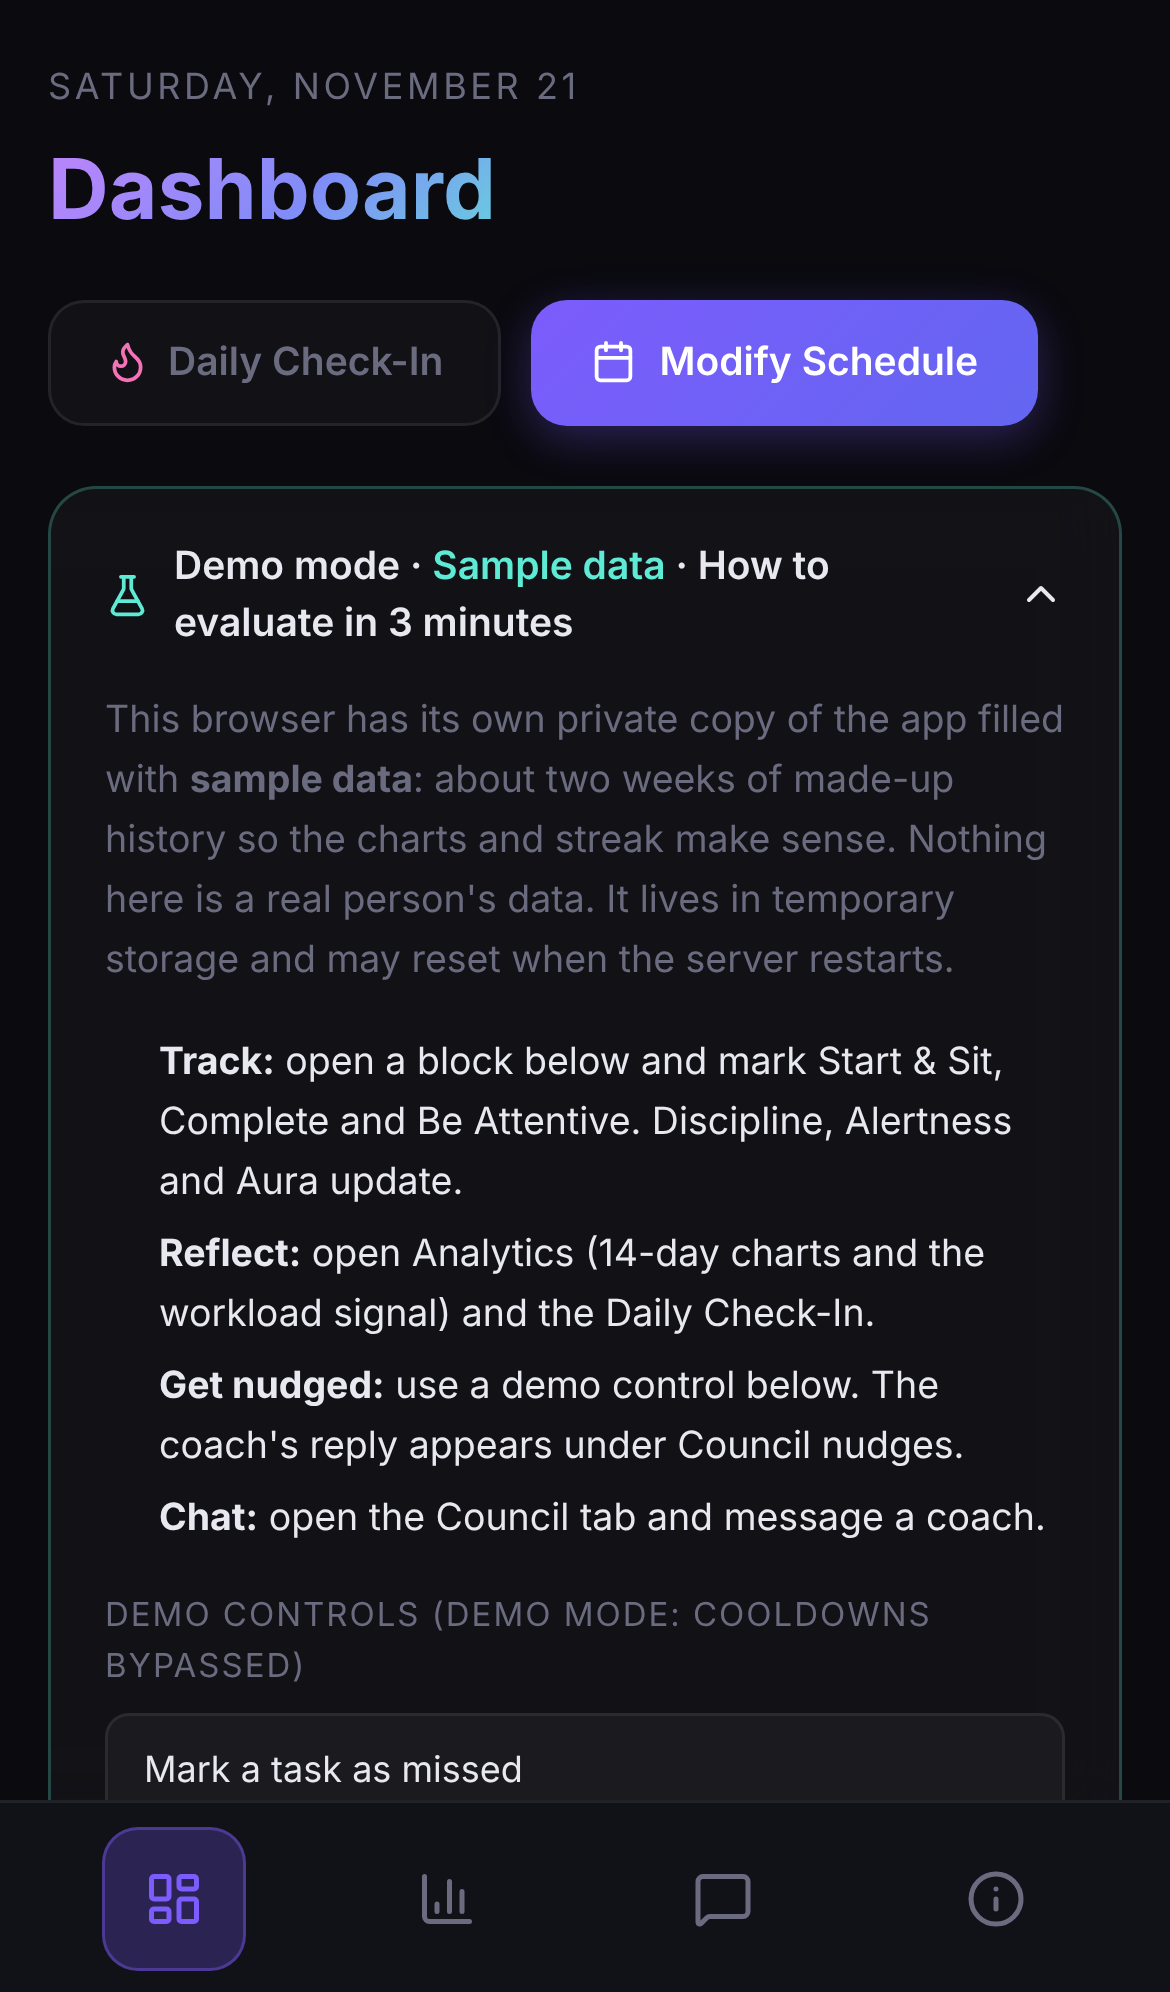 SATURDAY, NOVEMBER 21
Dashboard
Daily Check-In
Modify Schedule
Demo mode · Sample data · How to
evaluate in 3 minutes
This browser has its own private copy of the app filled
with sample data: about two weeks of made-up
history so the charts and streak make sense. Nothing
here is a real person's data. It lives in temporary
storage and may reset when the server restarts.
Track: open a block below and mark Start & Sit,
Complete and Be Attentive. Discipline, Alertness
and Aura update.
Reflect: open Analytics (14-day charts and the
workload signal) and the Daily Check-In.
Get nudged: use a demo control below. The
coach's reply appears under Council nudges.
Chat: open the Council tab and message a coach.
DEMO CONTROLS (DEMO MODE: COOLDOWNS
BYPASSED)
Mark a task as missed